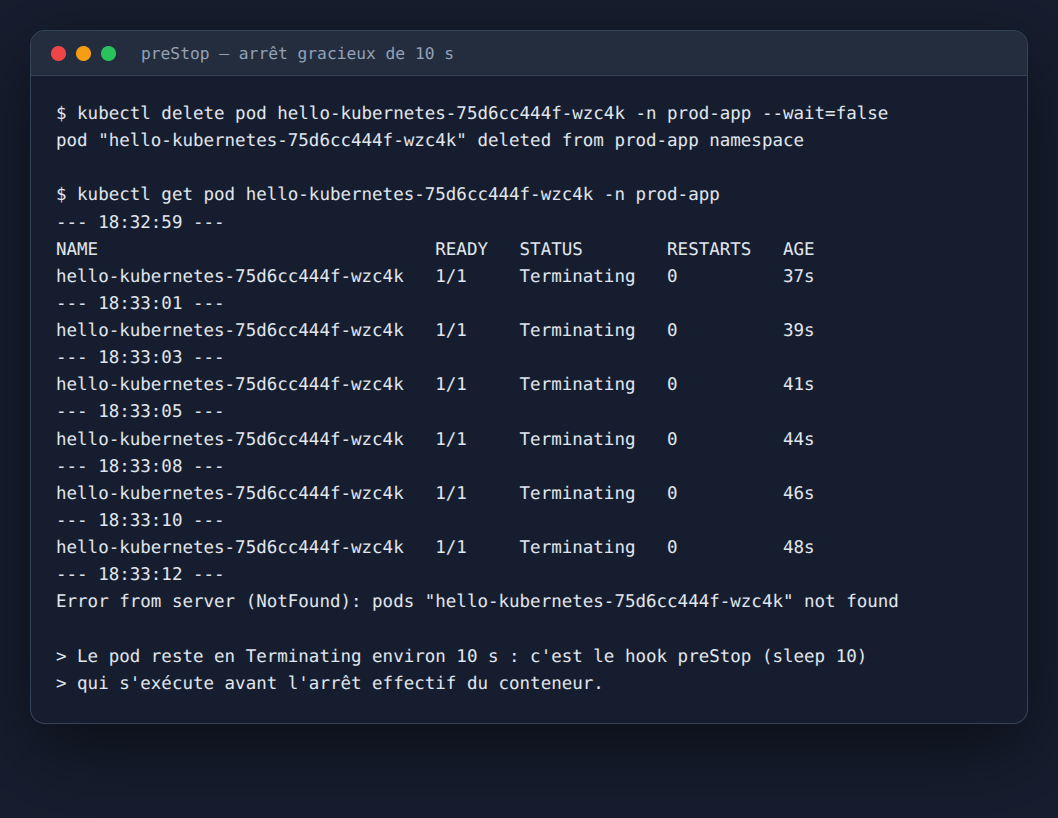 preStop — arrêt gracieux de 10 s
$ kubectl delete pod hello-kubernetes-75d6cc444f-wzc4k -n prod-app --wait=false
pod "hello-kubernetes-75d6cc444f-wzc4k" deleted from prod-app namespace
$ kubectl get pod hello-kubernetes-75d6cc444f-wzc4k -n prod-app
--- 18:32:59 ---
NAME                                READY   STATUS        RESTARTS   AGE
hello-kubernetes-75d6cc444f-wzc4k   1/1     Terminating   0          37s
--- 18:33:01 ---
hello-kubernetes-75d6cc444f-wzc4k   1/1     Terminating   0          39s
--- 18:33:03 ---
hello-kubernetes-75d6cc444f-wzc4k   1/1     Terminating   0          41s
--- 18:33:05 ---
hello-kubernetes-75d6cc444f-wzc4k   1/1     Terminating   0          44s
--- 18:33:08 ---
hello-kubernetes-75d6cc444f-wzc4k   1/1     Terminating   0          46s
--- 18:33:10 ---
hello-kubernetes-75d6cc444f-wzc4k   1/1     Terminating   0          48s
--- 18:33:12 ---
Error from server (NotFound): pods "hello-kubernetes-75d6cc444f-wzc4k" not found
> Le pod reste en Terminating environ 10 s : c'est le hook preStop (sleep 10)
> qui s'exécute avant l'arrêt effectif du conteneur.